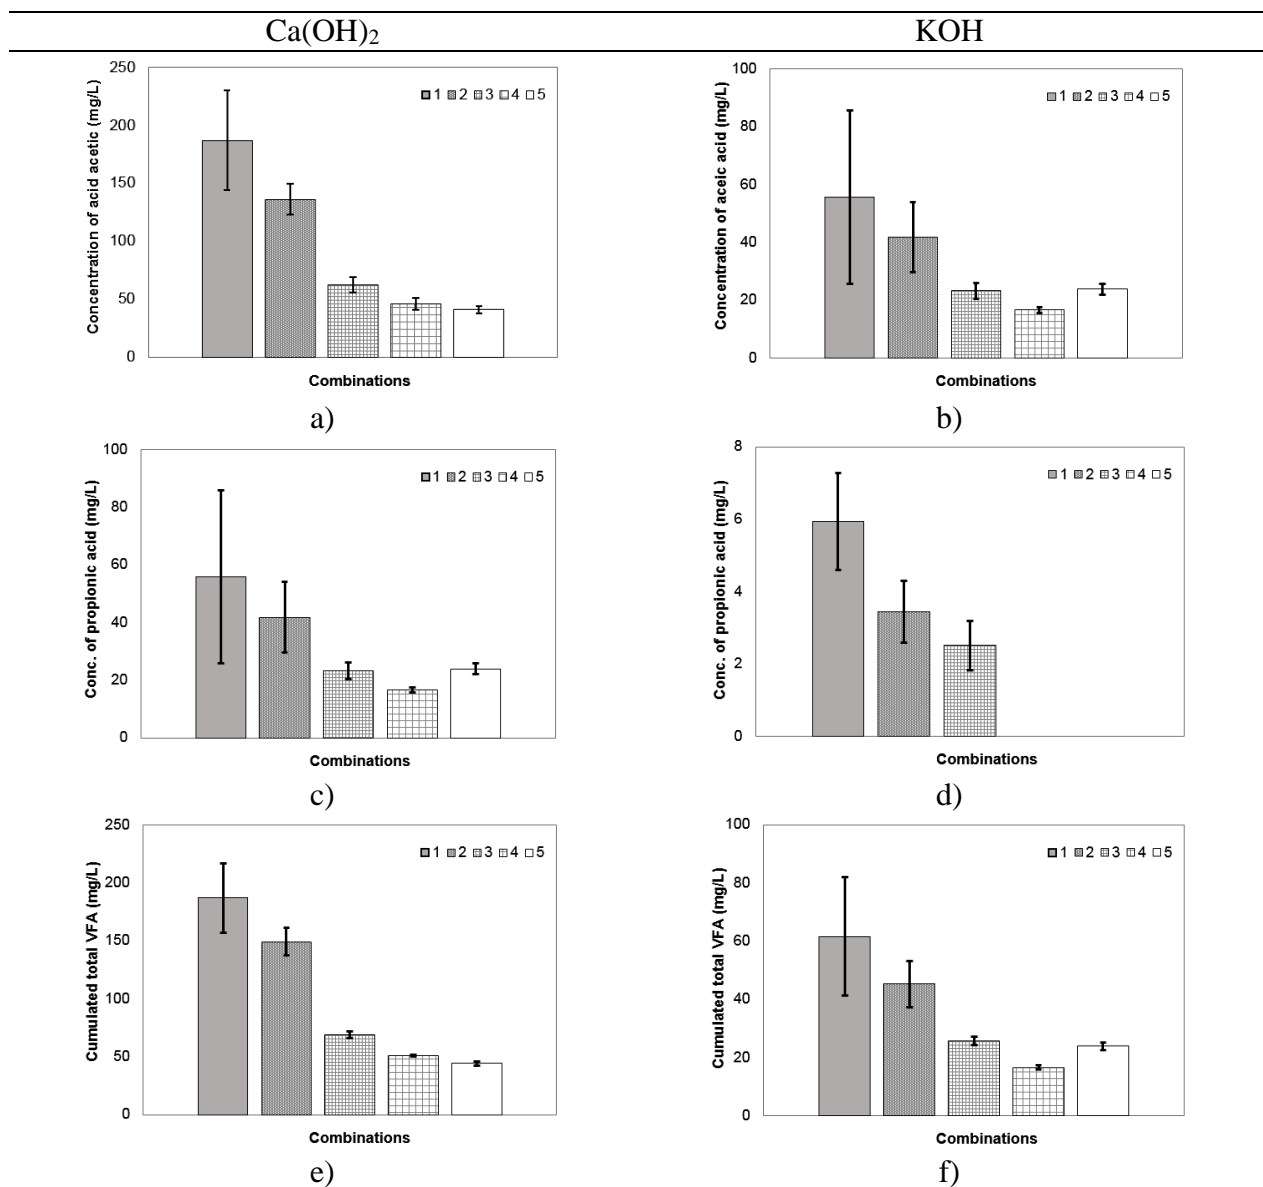 Ca(OH)₂ KOH
Concentration of acid acetic (mg/L)
250
200
150
100
50
0
1 2 3 4 5
Combinations
a)
Concentration of aceic acid (mg/L)
100
80
60
40
20
0
1 2 3 4 5
Combinations
b)
Conc. of propionic acid (mg/L)
100
80
60
40
20
0
1 2 3 4 5
Combinations
c)
Conc. of propionic acid (mg/L)
8
6
4
2
0
1 2 3 4 5
Combinations
d)
Cumulated total VFA (mg/L)
250
200
150
100
50
0
1 2 3 4 5
Combinations
e)
Cumulated total VFA (mg/L)
100
80
60
40
20
0
1 2 3 4 5
Combinations
f)